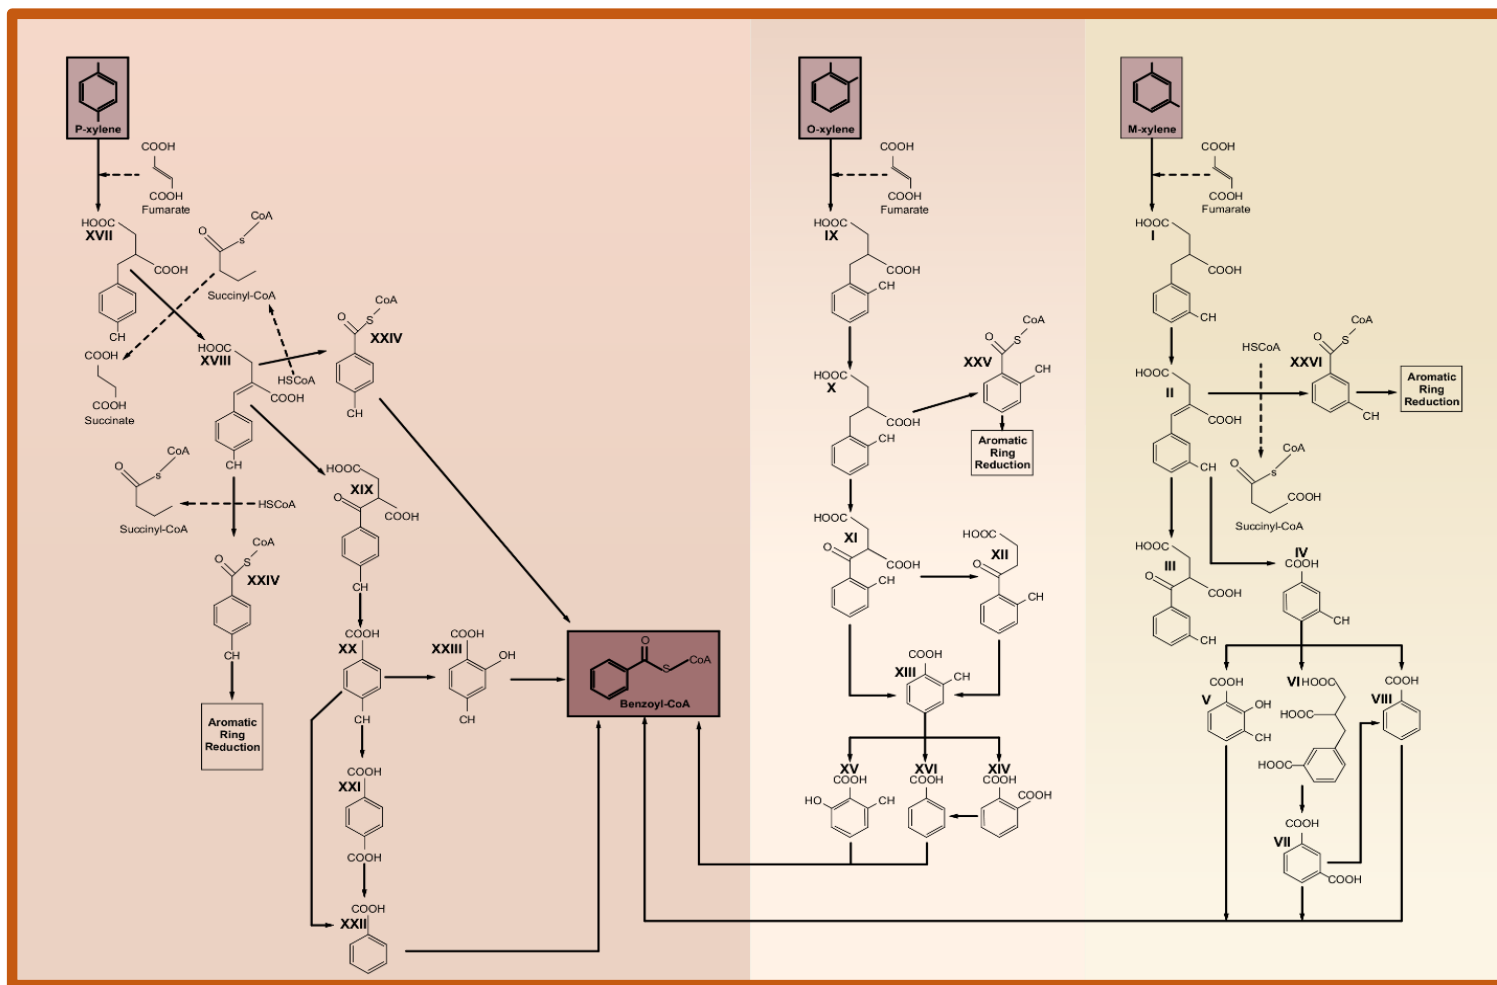 P-xylene
COOH
COOH
Fumarate
HOOC
XVII
COOH
CH
CoA
O
S
Succinyl-CoA
COOH
COOH
Succinate
HOOC
XVIII
COOH
CH
HSCoA
CoA
O
S
XXIV
CH
CoA
O
S
Succinyl-CoA
HSCoA
CoA
O
S
XXIV
CH
Aromatic
Ring
Reduction
HOOC
XIX
O
COOH
CH
COOH
XX
CH
COOH
XXIII
OH
CH
COOH
XXI
COOH
COOH
XXII
O
S
CoA
Benzoyl-CoA
O-xylene
COOH
COOH
Fumarate
HOOC
IX
COOH
CH
HOOC
X
COOH
CH
CoA
O
S
XXV
CH
Aromatic
Ring
Reduction
HOOC
XI
O
COOH
CH
HOOC
XII
O
CH
COOH
XIII
CH
XV
COOH
HO
CH
XVI
COOH
XIV
COOH
COOH
M-xylene
COOH
COOH
Fumarate
HOOC
I
COOH
CH
HOOC
II
COOH
CH
HSCoA
CoA
O
S
XXVI
CH
Aromatic
Ring
Reduction
CoA
O
S
COOH
Succinyl-CoA
HOOC
III
O
COOH
CH
IV
COOH
CH
COOH
V
OH
CH
VI
HOOC
HOOC
HOOC
COOH
VIII
COOH
VII
COOH